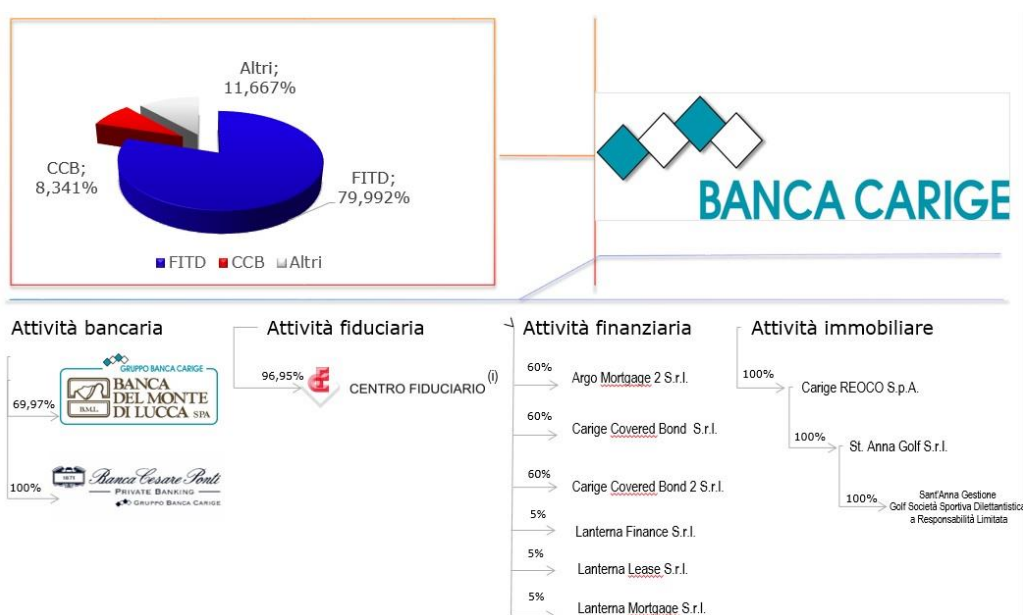 Altri;
11,667%
CCB;
8,341%
FITD;
79,992%
FITD CCB Altri
BANCA CARIGE
Attività bancaria
69,97%
GRUPPO BANCA CARIGE
BANCA
DEL MONTE
DI LUCCA SPA
B.M.L.
100%
1871
Banca Cesare Ponti
PRIVATE BANKING
GRUPPO BANCA CARIGE
Attività fiduciaria
96,95%
CENTRO FIDUCIARIO (i)
Attività finanziaria
60%
Argo Mortgage 2 S.r.l.
60%
Carige Covered Bond S.r.l.
60%
Carige Covered Bond 2 S.r.l.
5%
Lanterna Finance S.r.l.
5%
Lanterna Lease S.r.l.
5%
Lanterna Mortgage S.r.l.
Attività immobiliare
100%
Carige REOCO S.p.A.
100%
St. Anna Golf S.r.l.
100%
Sant'Anna Gestione
Golf Società Sportiva Dilettantistica
a Responsabilità Limitata